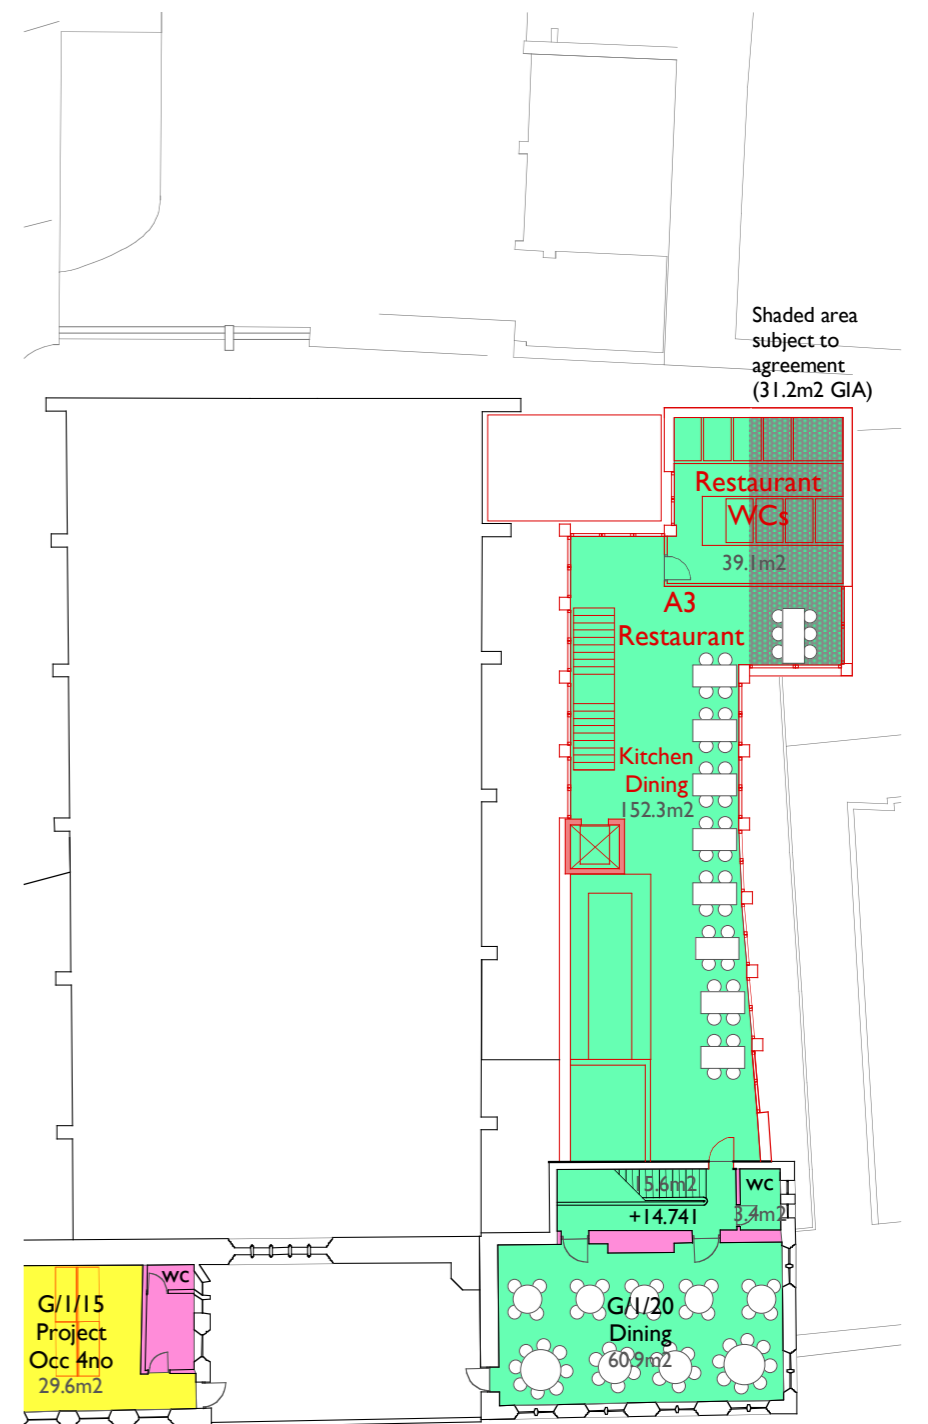 Shaded area
subject to
agreement
(31.2m2 GIA)
Restaurant
WCs
39.1m2
A3
Restaurant
Kitchen
Dining
152.3m2
15.6m2
WC
+14.741
3.4m2
WC
G/1/15
Project
Occ 4no
29.6m2
G/1/20
Dining
60.9m2